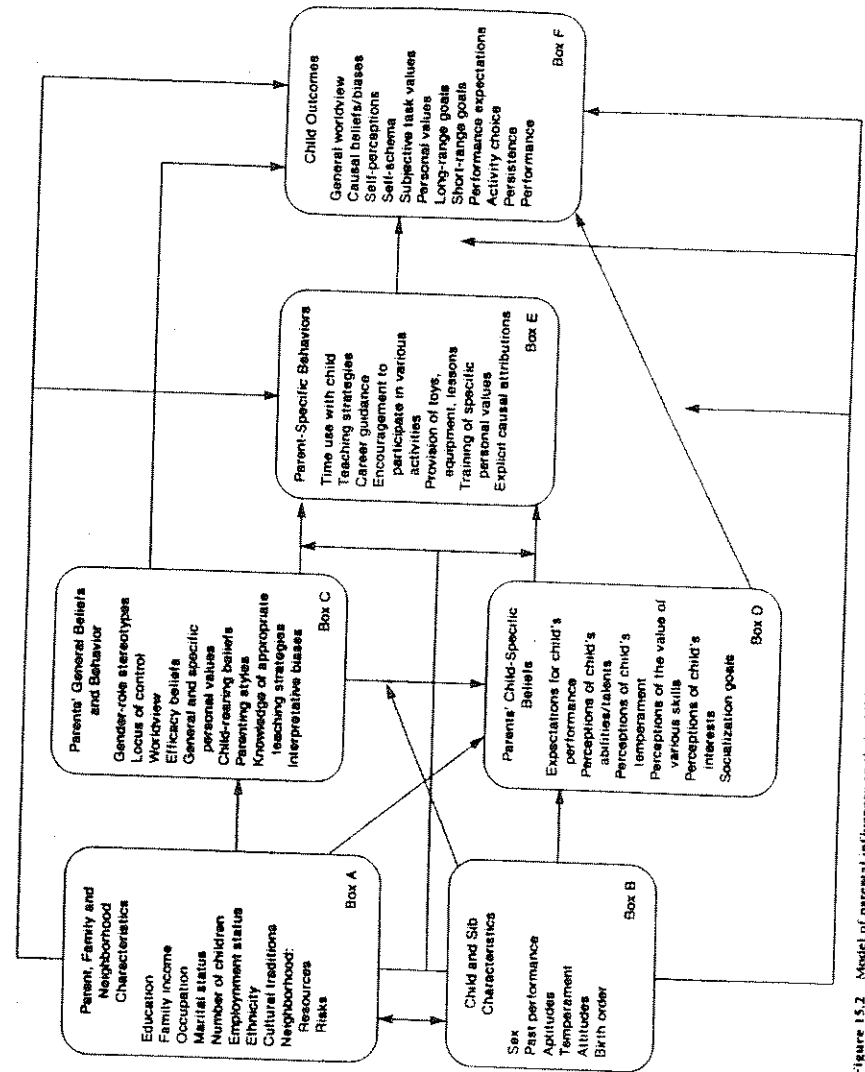 Parent, Family and
Neighborhood
Characteristics
Education
Family income
Occupation
Marital status
Number of children
Employment status
Ethnicity
Cultural traditions
Neighborhood:
Resources
Risks
Box A
Child and Sib
Characteristics
Sex
Past performance
Aptitudes
Temperament
Attitudes
Birth order
Box B
Parents' General Beliefs
and Behavior
Gender-role stereotypes
Locus of control
Worldview
Efficacy beliefs
General and specific
personal values
Child-rearing beliefs
Parenting styles
Knowledge of appropriate
teaching strategies
Interpretative biases
Box C
Parents' Child-Specific
Beliefs
Expectations for child's
performance
Perceptions of child's
abilities/talents
Perceptions of child's
temperament
Perceptions of the value of
various skills
Perceptions of child's
interests
Socialization goals
Box D
Parent-Specific Behaviors
Time use with child
Teaching strategies
Career guidance
Encouragement to
participate in various
activities
Provision of toys,
equipment, lessons
Training of specific
personal values
Explicit causal attributions
Box E
Child Outcomes
General worldview
Causal beliefs/biases
Self-perceptions
Self-schema
Subjective task values
Personal values
Long-range goals
Short-range goals
Performance expectations
Activity choice
Persistence
Performance
Box F
Figure 15.2 Model of parental influence